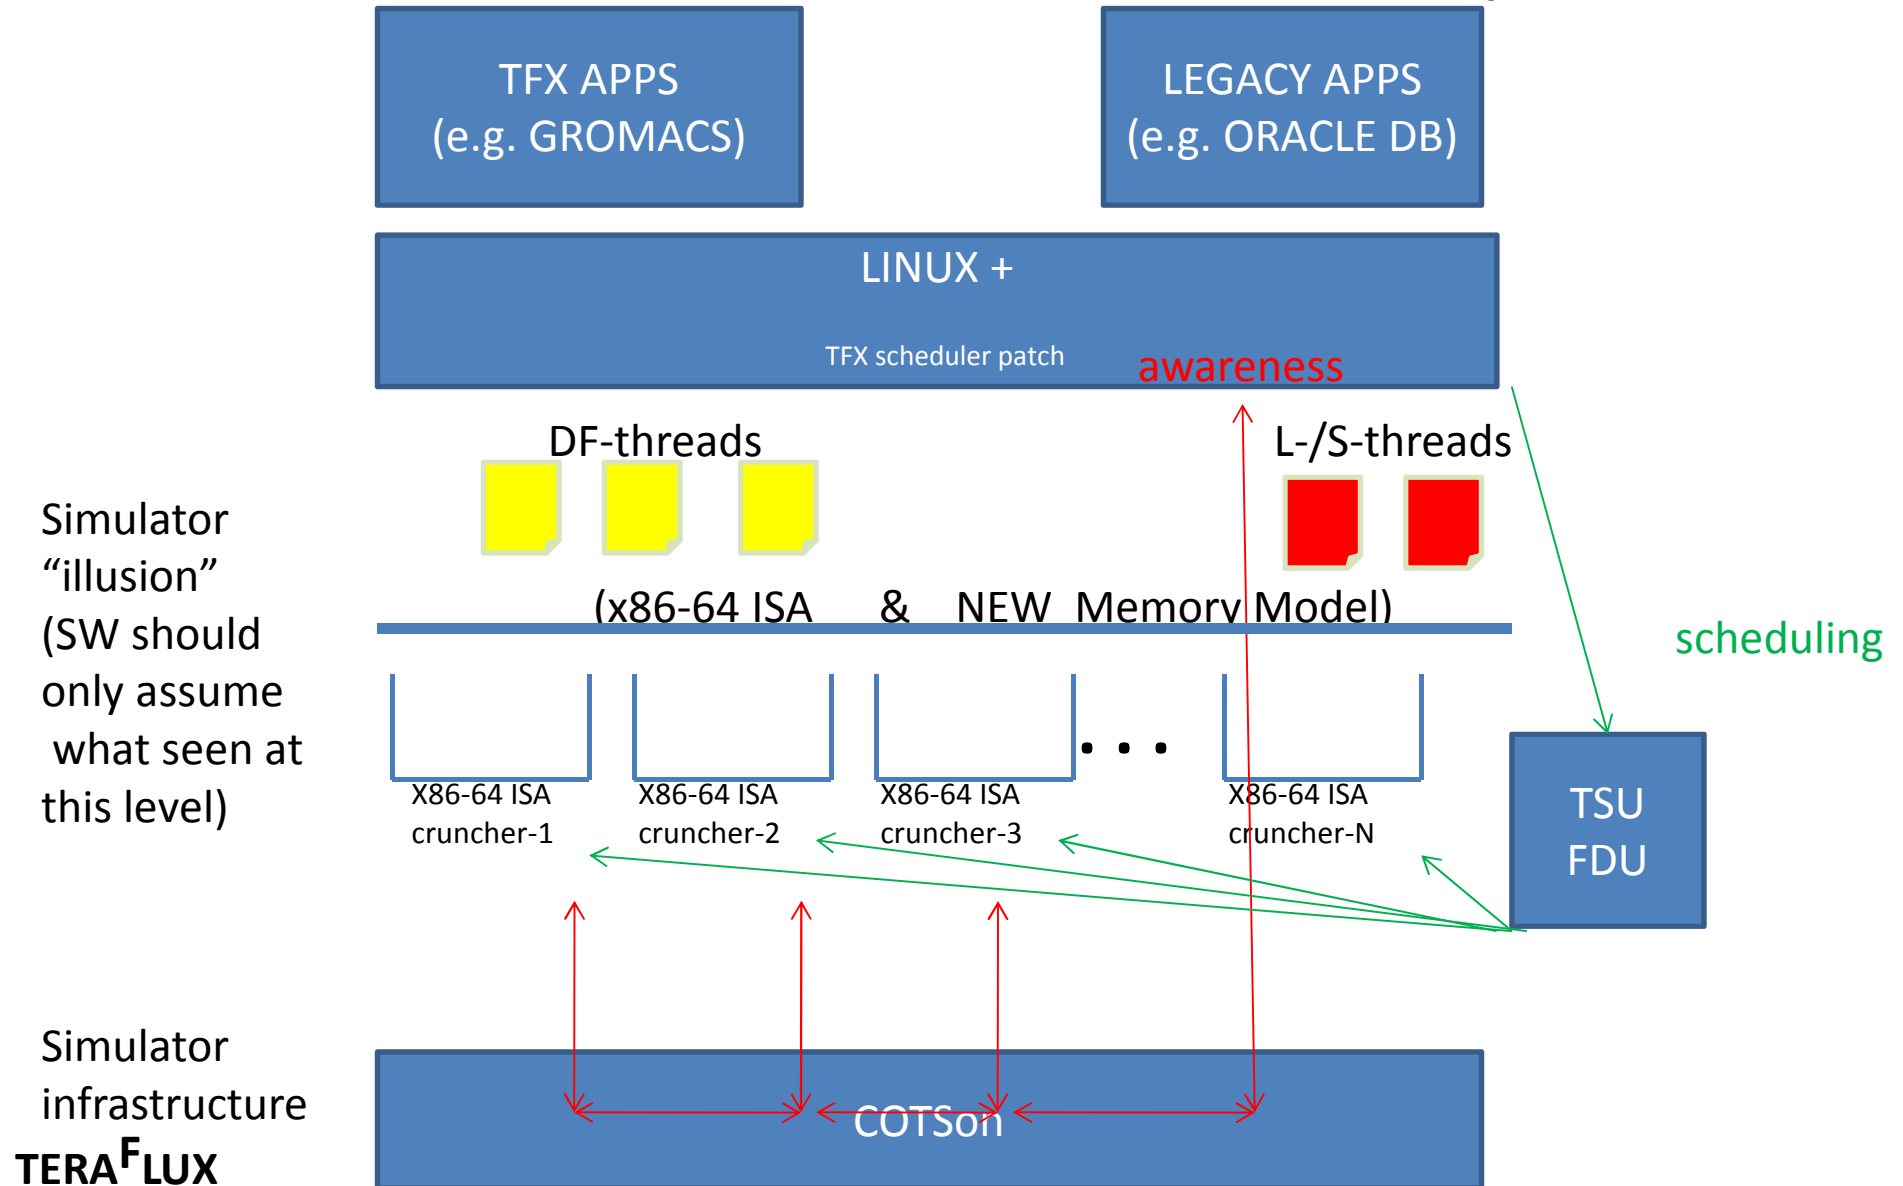 TFX APPS
(e.g. GROMACS)
LEGACY APPS
(e.g. ORACLE DB)
LINUX +
TFX scheduler patch
awareness
DF-threads
L-/S-threads
Simulator
“illusion”
(SW should
only assume
what seen at
this level)
(x86-64 ISA & NEW Memory Model)
scheduling
. . .
X86-64 ISA
cruncher-1
X86-64 ISA
cruncher-2
X86-64 ISA
cruncher-3
X86-64 ISA
cruncher-N
TSU
FDU
Simulator
infrastructure
COTSon
TERAFLUX